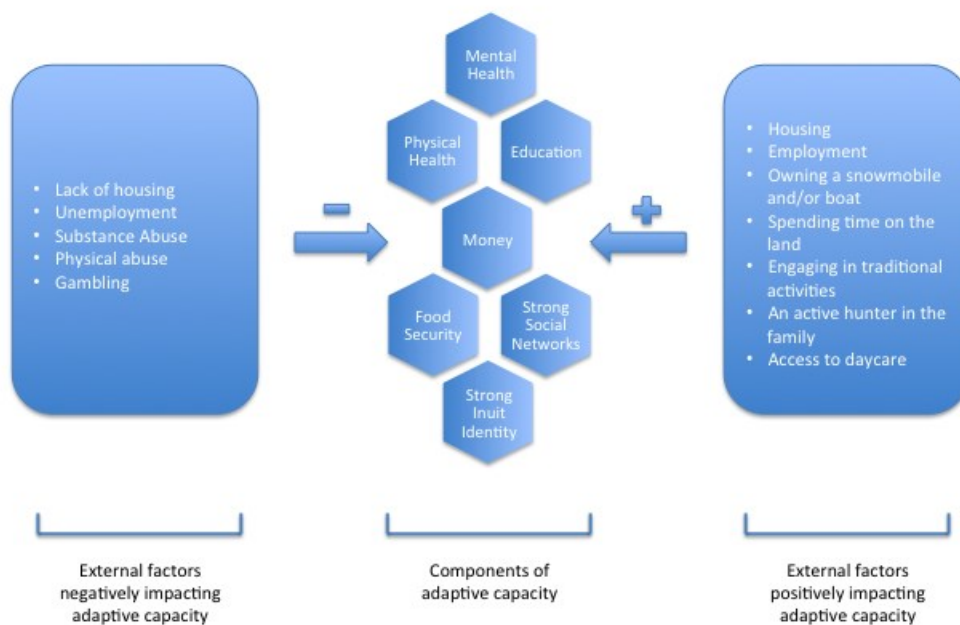 • Lack of housing
• Unemployment
• Substance Abuse
• Physical abuse
• Gambling
Mental
Health
Physical
Health
Education
Money
Food
Security
Strong
Social
Networks
Strong
Inuit
Identity
• Housing
• Employment
• Owning a snowmobile
and/or boat
• Spending time on the
land
• Engaging in traditional
activities
• An active hunter in the
family
• Access to daycare
External factors
negatively impacting
adaptive capacity
Components of
adaptive capacity
External factors
positively impacting
adaptive capacity